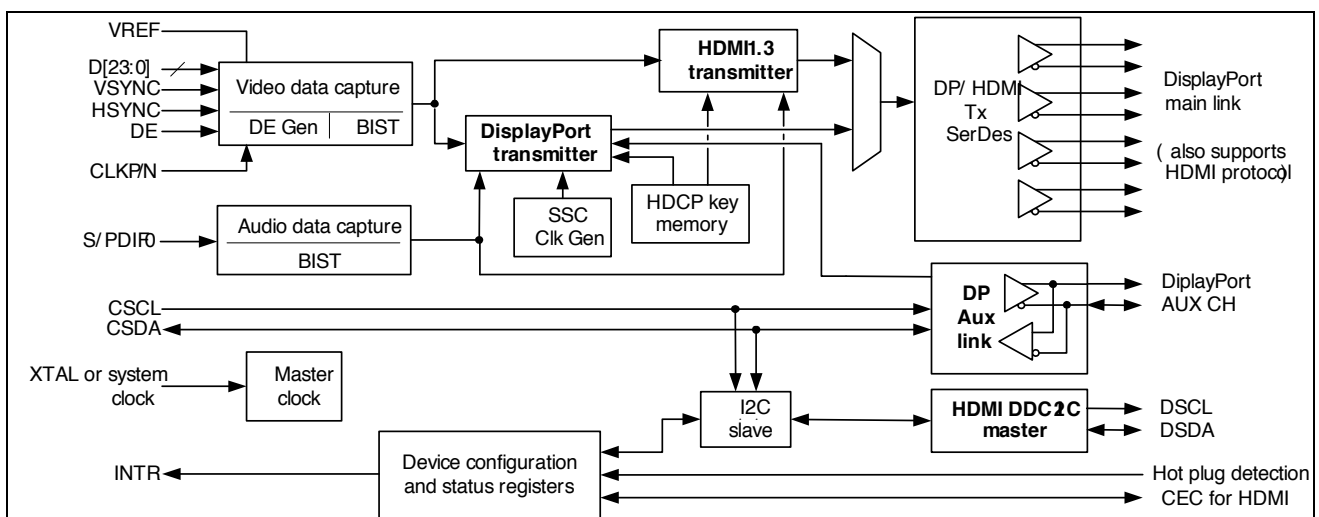 VREF
D[23:0]
VSYNC
HSYNC
DE
CLKP/N
Video data capture
DE Gen
BIST
HDMI1.3
transmitter
DisplayPort
transmitter
DP/ HDMI
Tx
SerDes
DisplayPort
main link
( also supports
HDMI protocol)
S/PDIF0
Audio data capture
BIST
SSC
Clk Gen
HDCP key
memory
CSCL
CSDA
DP
Aux
link
DiplayPort
AUX CH
XTAL or system
clock
Master
clock
I2C
slave
HDMI DDC I2C
master
DSCL
DSDA
INTR
Device configuration
and status registers
Hot plug detection
CEC for HDMI